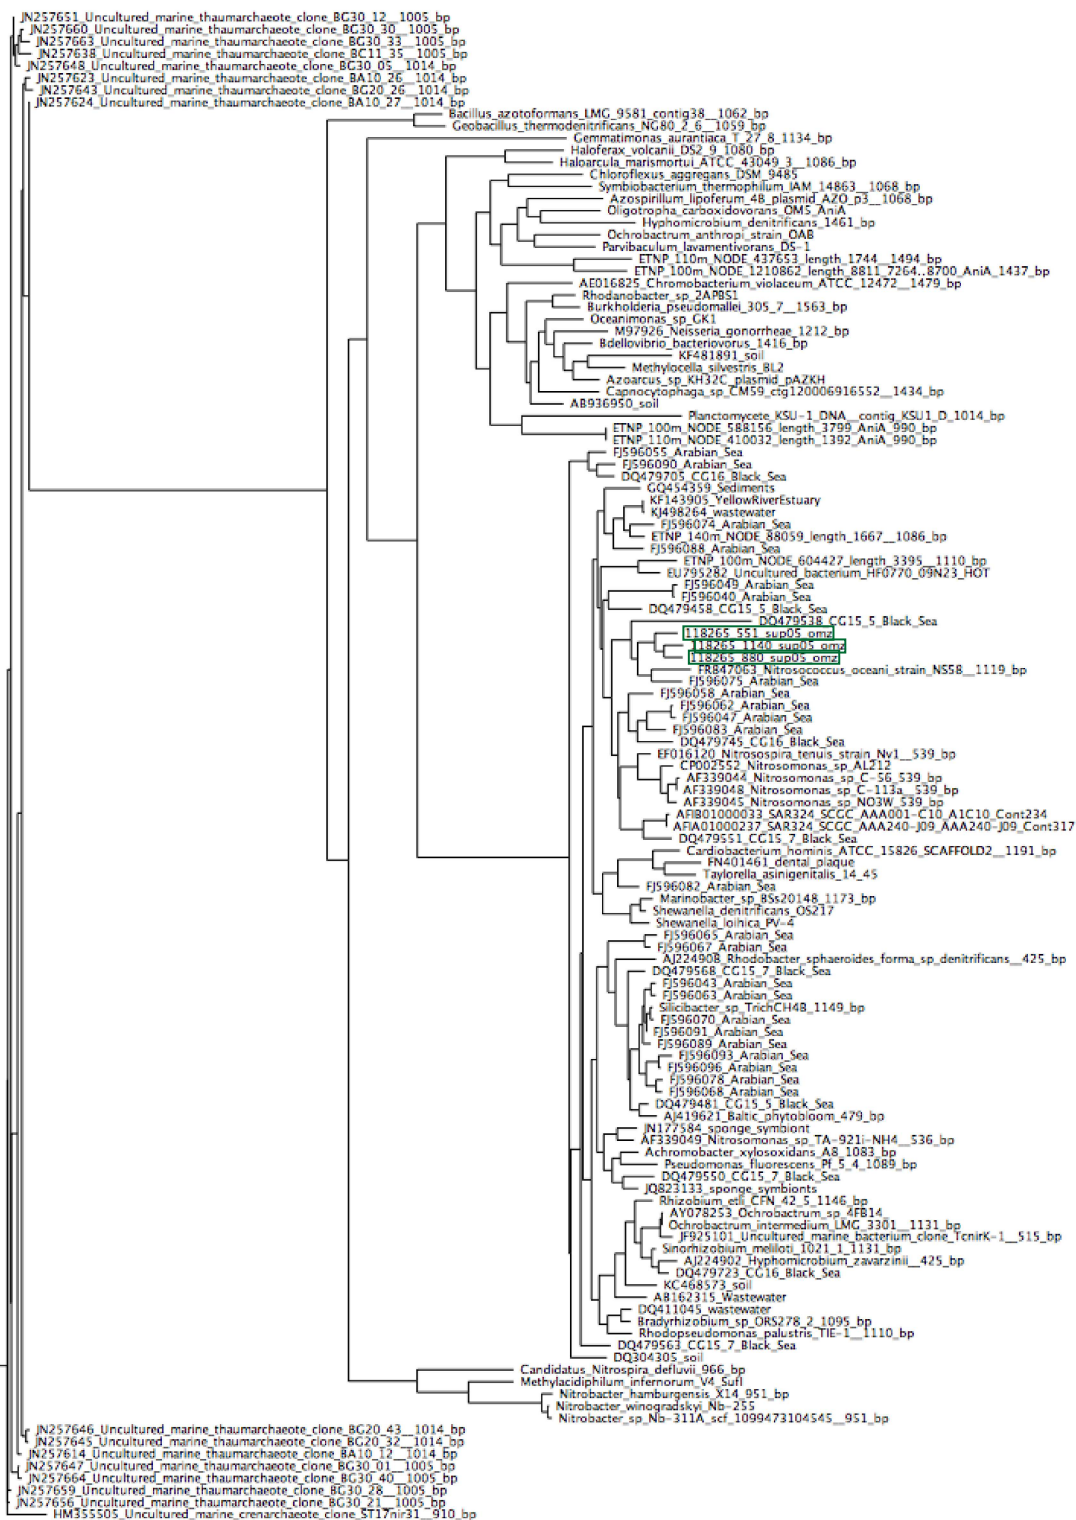 JN257651_Uncultured_marine_thaumarchaeote_clone_BG30_12__1005_bp
JN257660_Uncultured_marine_thaumarchaeote_clone_BG30_30__1005_bp
JN257663_Uncultured_marine_thaumarchaeote_clone_BG30_33__1005_bp
JN257638_Uncultured_marine_thaumarchaeote_clone_BC11_35__1005_bp
JN257648_Uncultured_marine_thaumarchaeote_clone_BG30_05__1014_bp
JN257623_Uncultured_marine_thaumarchaeote_clone_BA10_26__1014_bp
JN257643_Uncultured_marine_thaumarchaeote_clone_BG20_26__1014_bp
JN257624_Uncultured_marine_thaumarchaeote_clone_BA10_27__1014_bp
Bacillus_azotoformans_LMG_9581_contig38__1062_bp
Geobacillus_thermodenitrificans_NG80_2_6__1059_bp
Gemmatimonas_aurantiaca_T_27_8_1134_bp
Haloferax_volcanii_DS2_9_1080_bp
Haloarcula_marismortui_ATCC_43049_3__1086_bp
Chloroflexus_aggregans_DSM_9485
Symbiobacterium_thermophilum_IAM_14863__1068_bp
Azospirillum_lipoferum_4B_plasmid_AZO_p3__1068_bp
Oligotropha_carboxidovorans_OM5_AniA
Hyphomicrobium_denitrificans_1461_bp
Ochrobactrum_anthropi_strain_OAB
Parvibaculum_lavamentivorans_DS-1
ETNP_110m_NODE_437653_length_1744__1494_bp
ETNP_100m_NODE_1210862_length_8811_7264..8700_AniA_1437_bp
AE016825_Chromobacterium_violaceum_ATCC_12472__1479_bp
Rhodanobacter_sp_2APBS1
Burkholderia_pseudomallei_305_7__1563_bp
Oceanimonas_sp_GK1
M97926_Neisseria_gonorrheae_1212_bp
Bdellovibrio_bacteriovorus_1416_bp
KF481891_soil
Methylocella_silvestris_BL2
Azoarcus_sp_KH32C_plasmid_pAZKH
Capnocytophaga_sp_CM59_ctg120006916552__1434_bp
AB936950_soil
Planctomycete_KSU-1_DNA__contig_KSU1_D_1014_bp
ETNP_100m_NODE_588156_length_3799_AniA_990_bp
ETNP_110m_NODE_410032_length_1392_AniA_990_bp
FJ596055_Arabian_Sea
FJ596090_Arabian_Sea
DQ479705_CG16_Black_Sea
GQ454359_Sediments
KF143905_YellowRiverEstuary
KJ498264_wastewater
FJ596074_Arabian_Sea
ETNP_140m_NODE_88059_length_1667__1086_bp
FJ596088_Arabian_Sea
ETNP_100m_NODE_604427_length_3395__1110_bp
EU795282_Uncultured_bacterium_HF0770_09N23_HOT
FJ596049_Arabian_Sea
FJ596040_Arabian_Sea
DQ479458_CG15_5_Black_Sea
DQ479538_CG15_5_Black_Sea
118265_551_sup05_omz
118265_1140_sup05_omz
118265_880_sup05_omz
FR847063_Nitrosococcus_oceani_strain_NS58__1119_bp
FJ596075_Arabian_Sea
FJ596058_Arabian_Sea
FJ596062_Arabian_Sea
FJ596047_Arabian_Sea
FJ596083_Arabian_Sea
DQ479745_CG16_Black_Sea
EF016120_Nitrosospira_tenuis_strain_Nv1__539_bp
CP002552_Nitrosomonas_sp_AL212
AF339044_Nitrosomonas_sp_C-56_539_bp
AF339048_Nitrosomonas_sp_C-113a__539_bp
AF339045_Nitrosomonas_sp_NO3W_539_bp
AFIB01000033_SAR324_SCGC_AAA001-C10_A1C10_Cont234
AFIA01000237_SAR324_SCGC_AAA240-J09_AAA240-J09_Cont317
DQ479551_CG15_7_Black_Sea
Cardiobacterium_hominis_ATCC_15826_SCAFFOLD2__1191_bp
FN401461_dental_plaque
Taylorella_asinigenitalis_14_45
FJ596082_Arabian_Sea
Marinobacter_sp_BSs20148_1173_bp
Shewanella_denitrificans_OS217
Shewanella_loihica_PV-4
FJ596065_Arabian_Sea
FJ596067_Arabian_Sea
AJ224908_Rhodobacter_sphaeroides_forma_sp_denitrificans__425_bp
DQ479568_CG15_7_Black_Sea
FJ596043_Arabian_Sea
FJ596063_Arabian_Sea
Silicibacter_sp_TrichCH4B_1149_bp
FJ596070_Arabian_Sea
FJ596091_Arabian_Sea
FJ596089_Arabian_Sea
FJ596093_Arabian_Sea
FJ596096_Arabian_Sea
FJ596078_Arabian_Sea
FJ596068_Arabian_Sea
DQ479481_CG15_5_Black_Sea
AJ419621_Baltic_phytobloom_479_bp
JN177584_sponge_symbiont
AF339049_Nitrosomonas_sp_TA-921i-NH4__536_bp
Achromobacter_xylosoxidans_A8_1083_bp
Pseudomonas_fluorescens_Pf_5_4_1089_bp
DQ479550_CG15_7_Black_Sea
JQ823133_sponge_symbionts
Rhizobium_etli_CFN_42_5_1146_bp
AY078253_Ochrobactrum_sp_4FB14
Ochrobactrum_intermedium_LMG_3301__1131_bp
JF925101_Uncultured_marine_bacterium_clone_TcnirK-1__515_bp
Sinorhizobium_meliloti_1021_1_1131_bp
AJ224902_Hyphomicrobium_zavarzinii__425_bp
DQ479723_CG16_Black_Sea
KC468573_soil
AB162315_Wastewater
DQ411045_wastewater
Bradyrhizobium_sp_ORS278_2_1095_bp
Rhodopseudomonas_palustris_TIE-1__1110_bp
DQ479563_CG15_7_Black_Sea
DQ304305_soil
Candidatus_Nitrospira_defluvii_966_bp
Methylacidiphilum_infernorum_V4_Sufl
Nitrobacter_hamburgensis_X14_951_bp
Nitrobacter_winogradskyi_Nb-255
Nitrobacter_sp_Nb-311A_scf_1099473104545__951_bp
JN257646_Uncultured_marine_thaumarchaeote_clone_BG20_43__1014_bp
JN257645_Uncultured_marine_thaumarchaeote_clone_BG20_32__1014_bp
JN257614_Uncultured_marine_thaumarchaeote_clone_BA10_12__1014_bp
JN257647_Uncultured_marine_thaumarchaeote_clone_BG30_01__1005_bp
JN257664_Uncultured_marine_thaumarchaeote_clone_BG30_40__1005_bp
JN257659_Uncultured_marine_thaumarchaeote_clone_BG30_28__1005_bp
JN257656_Uncultured_marine_thaumarchaeote_clone_BG30_21__1005_bp
HM355505_Uncultured_marine_crenarchaeote_clone_ST17nir31__910_bp